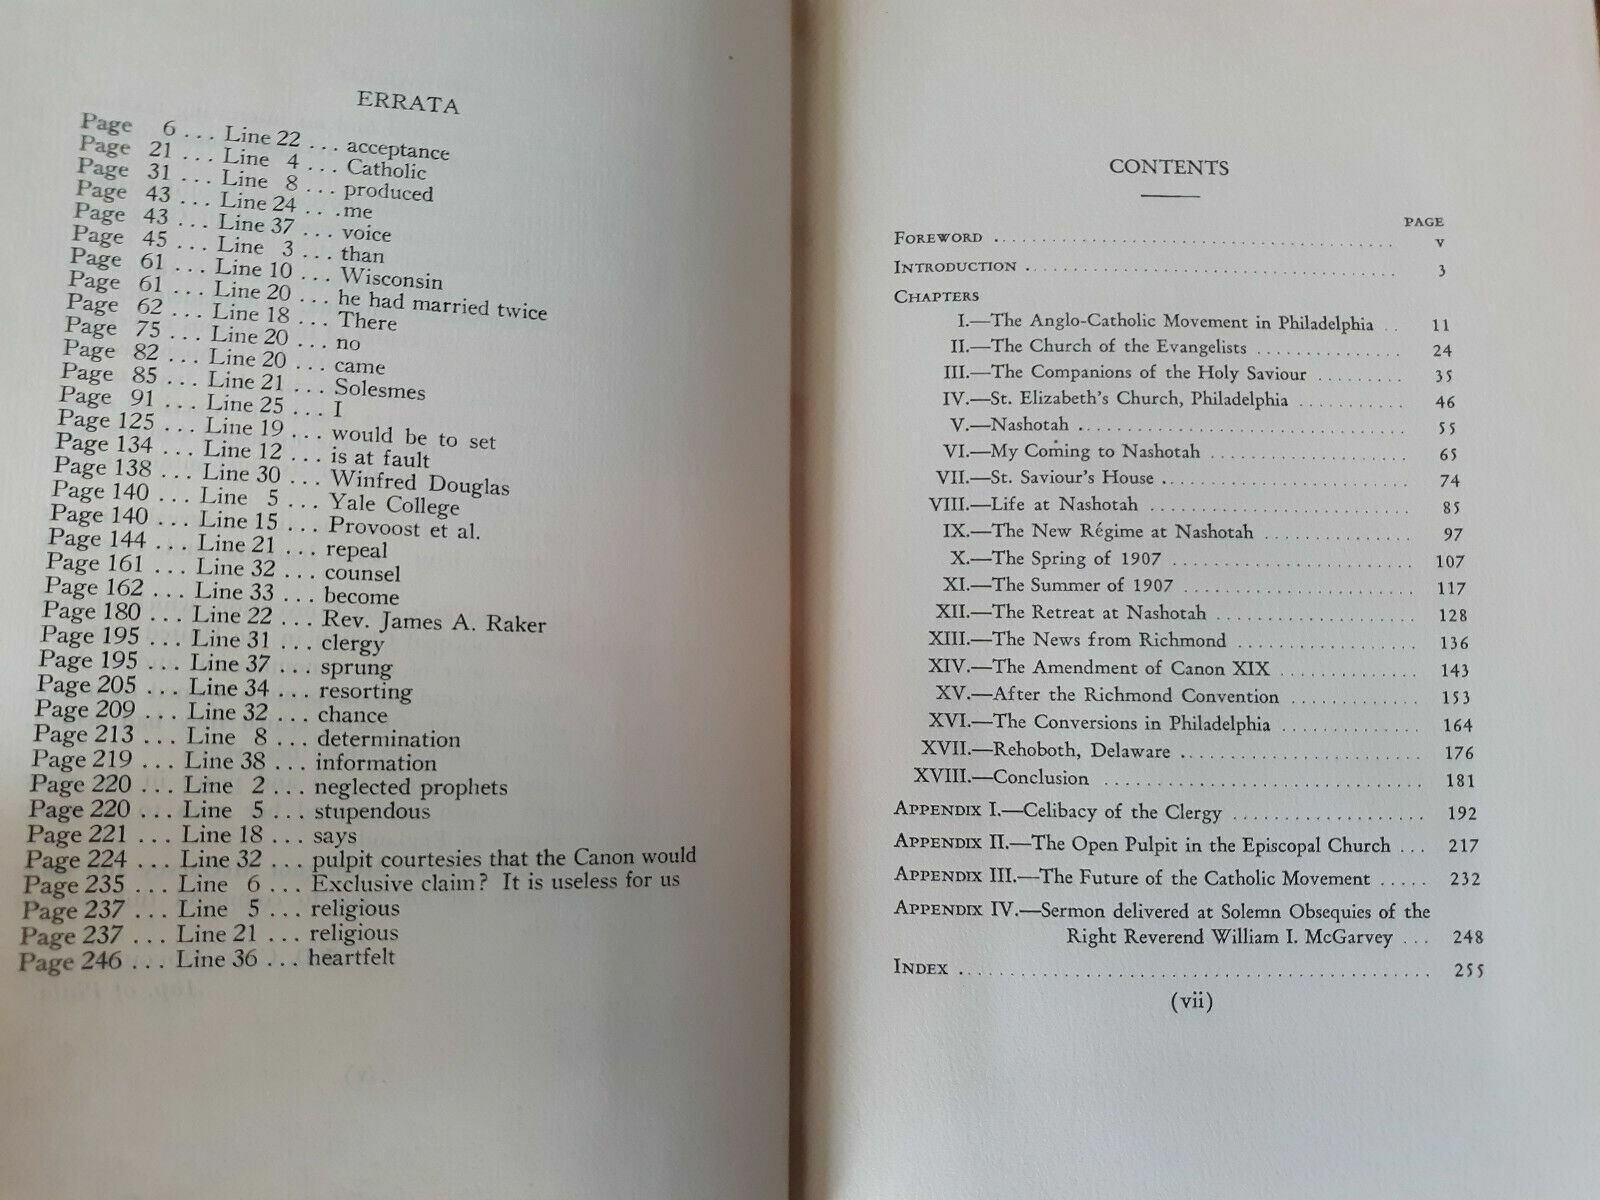 ERRATA
Page 6 ... Line 22 ... acceptance
Page 21 ... Line 4 ... Catholic
Page 31 ... Line 8 ... produced
Page 43 ... Line 24 ... me
Page 43 ... Line 37 ... voice
Page 45 ... Line 3 ... than
Page 61 ... Line 10 ... Wisconsin
Page 61 ... Line 20 ... he had married twice
Page 62 ... Line 18 ... There
Page 75 ... Line 20 ... no
Page 82 ... Line 20 ... came
Page 85 ... Line 21 ... Solesmes
Page 91 ... Line 25 ... I
Page 125 ... Line 19 ... would be to set
Page 134 ... Line 12 ... is at fault
Page 138 ... Line 30 ... Winfred Douglas
Page 140 ... Line 5 ... Yale College
Page 140 ... Line 15 ... Provoost et al.
Page 144 ... Line 21 ... repeal
Page 161 ... Line 32 ... counsel
Page 162 ... Line 33 ... become
Page 180 ... Line 22 ... Rev. James A. Raker
Page 195 ... Line 31 ... clergy
Page 195 ... Line 37 ... sprung
Page 205 ... Line 34 ... resorting
Page 209 ... Line 32 ... chance
Page 213 ... Line 8 ... determination
Page 219 ... Line 38 ... information
Page 220 ... Line 2 ... neglected prophets
Page 220 ... Line 5 ... stupendous
Page 221 ... Line 18 ... says
Page 224 ... Line 32 ... pulpit courtesies that the Canon would
Page 235 ... Line 6 ... Exclusive claim? It is useless for us
Page 237 ... Line 5 ... religious
Page 237 ... Line 21 ... religious
Page 246 ... Line 36 ... heartfelt
CONTENTS
PAGE
FOREWORD ... v
INTRODUCTION ... 3
CHAPTERS
I.—The Anglo-Catholic Movement in Philadelphia .. 11
II.—The Church of the Evangelists ... 24
III.—The Companions of the Holy Saviour ... 35
IV.—St. Elizabeth's Church, Philadelphia ... 46
V.—Nashotah ... 55
VI.—My Coming to Nashotah ... 65
VII.—St. Saviour's House ... 74
VIII.—Life at Nashotah ... 85
IX.—The New Régime at Nashotah ... 97
X.—The Spring of 1907 ... 107
XI.—The Summer of 1907 ... 117
XII.—The Retreat at Nashotah ... 128
XIII.—The News from Richmond ... 136
XIV.—The Amendment of Canon XIX ... 143
XV.—After the Richmond Convention ... 153
XVI.—The Conversions in Philadelphia ... 164
XVII.—Rehoboth, Delaware ... 176
XVIII.—Conclusion ... 181
APPENDIX I.—Celibacy of the Clergy ... 192
APPENDIX II.—The Open Pulpit in the Episcopal Church ... 217
APPENDIX III.—The Future of the Catholic Movement ..... 232
APPENDIX IV.—Sermon delivered at Solemn Obsequies of the
Right Reverend William I. McGarvey ... 248
INDEX ... 255
(vii)